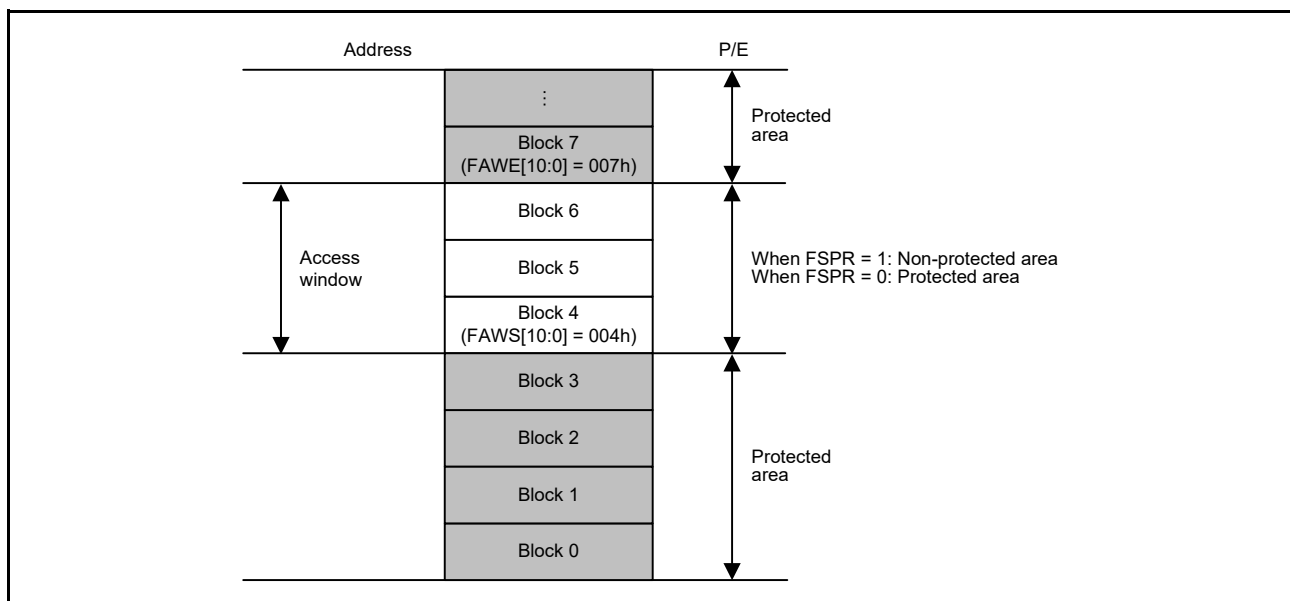 Address P/E
⋮
Protected
area
Block 7
(FAWE[10:0] = 007h)
Block 6
Access
window
Block 5
When FSPR = 1: Non-protected area
When FSPR = 0: Protected area
Block 4
(FAWS[10:0] = 004h)
Block 3
Block 2
Protected
area
Block 1
Block 0